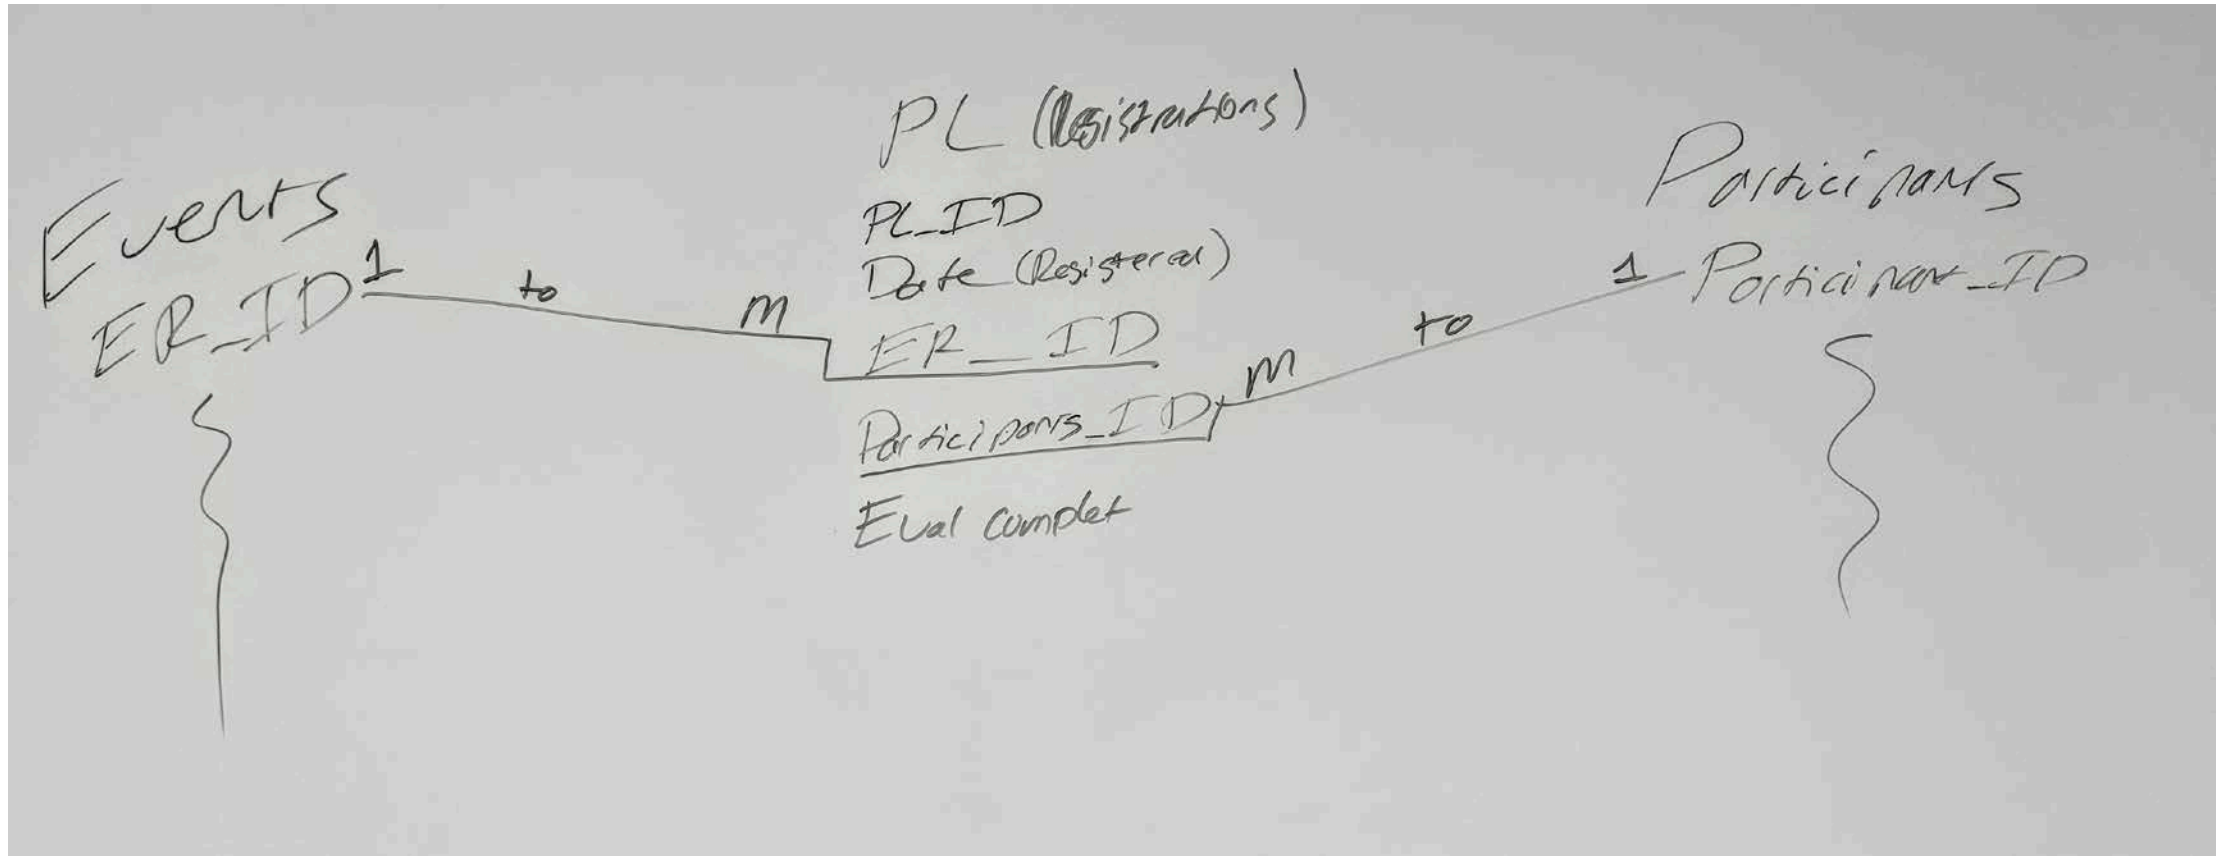 Events
ER_ID
1 to M
PL (Registrations)
PL_ID
Date (Registered)
ER_ID
Participants_ID
Eval complet
M to 1
Participants
Participant_ID